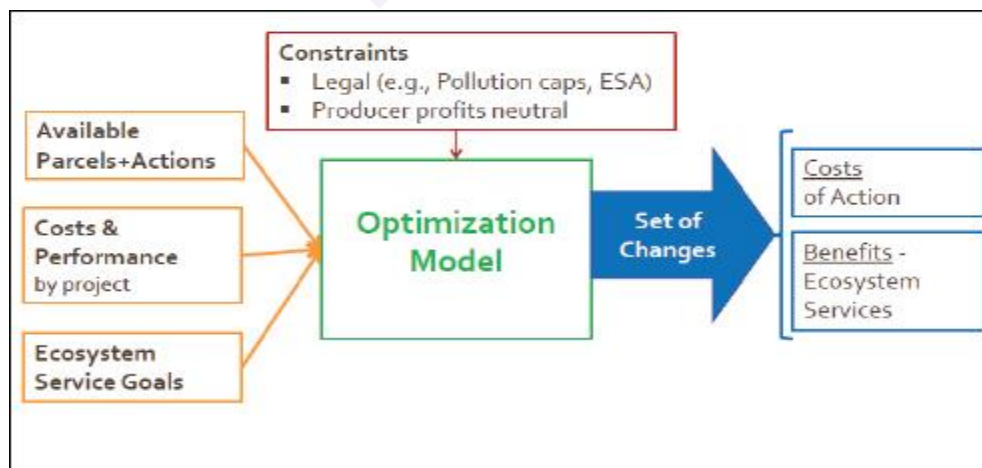 Constraints
▪ Legal (e.g., Pollution caps, ESA)
▪ Producer profits neutral
Available
Parcels+Actions
Costs &
Performance
by project
Ecosystem
Service Goals
Optimization
Model
Set of
Changes
Costs
of Action
Benefits -
Ecosystem
Services